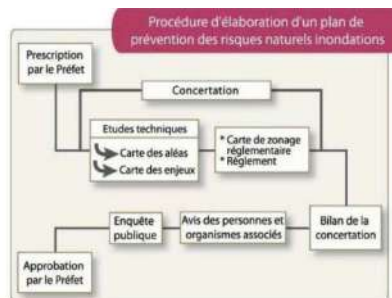 Procédure d'élaboration d'un plan de
prévention des risques naturels inondations
Prescription
par le Préfet
Concertation
Etudes techniques
Carte des aléas
Carte des enjeux
* Carte de zonage
réglementaire
* Réglement
Enquête
publique
Avis des personnes et
organismes associés
Bilan de la
concertation
Approbation
par le Préfet